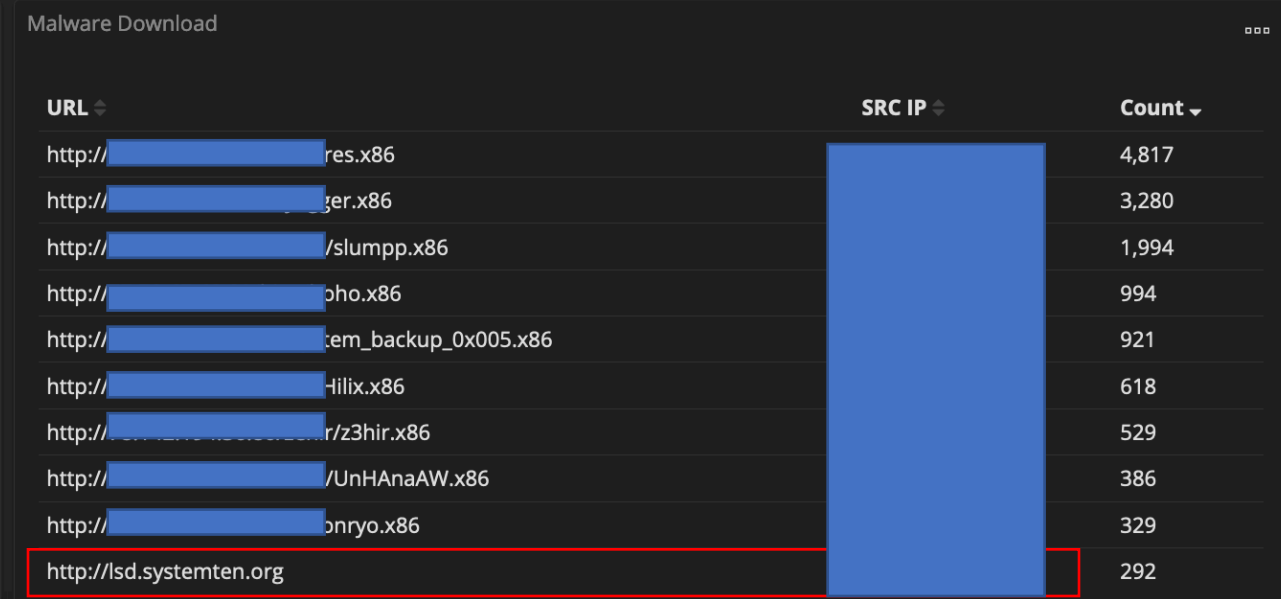 Malware Download
URL SRC IP Count
http:// res.x86 4,817
http:// ger.x86 3,280
http:// /slumpp.x86 1,994
http:// oho.x86 994
http:// tem_backup_0x005.x86 921
http:// Hilix.x86 618
http:// r/z3hir.x86 529
http:// /UnHAnaAW.x86 386
http:// onryo.x86 329
http://lsd.systemten.org 292